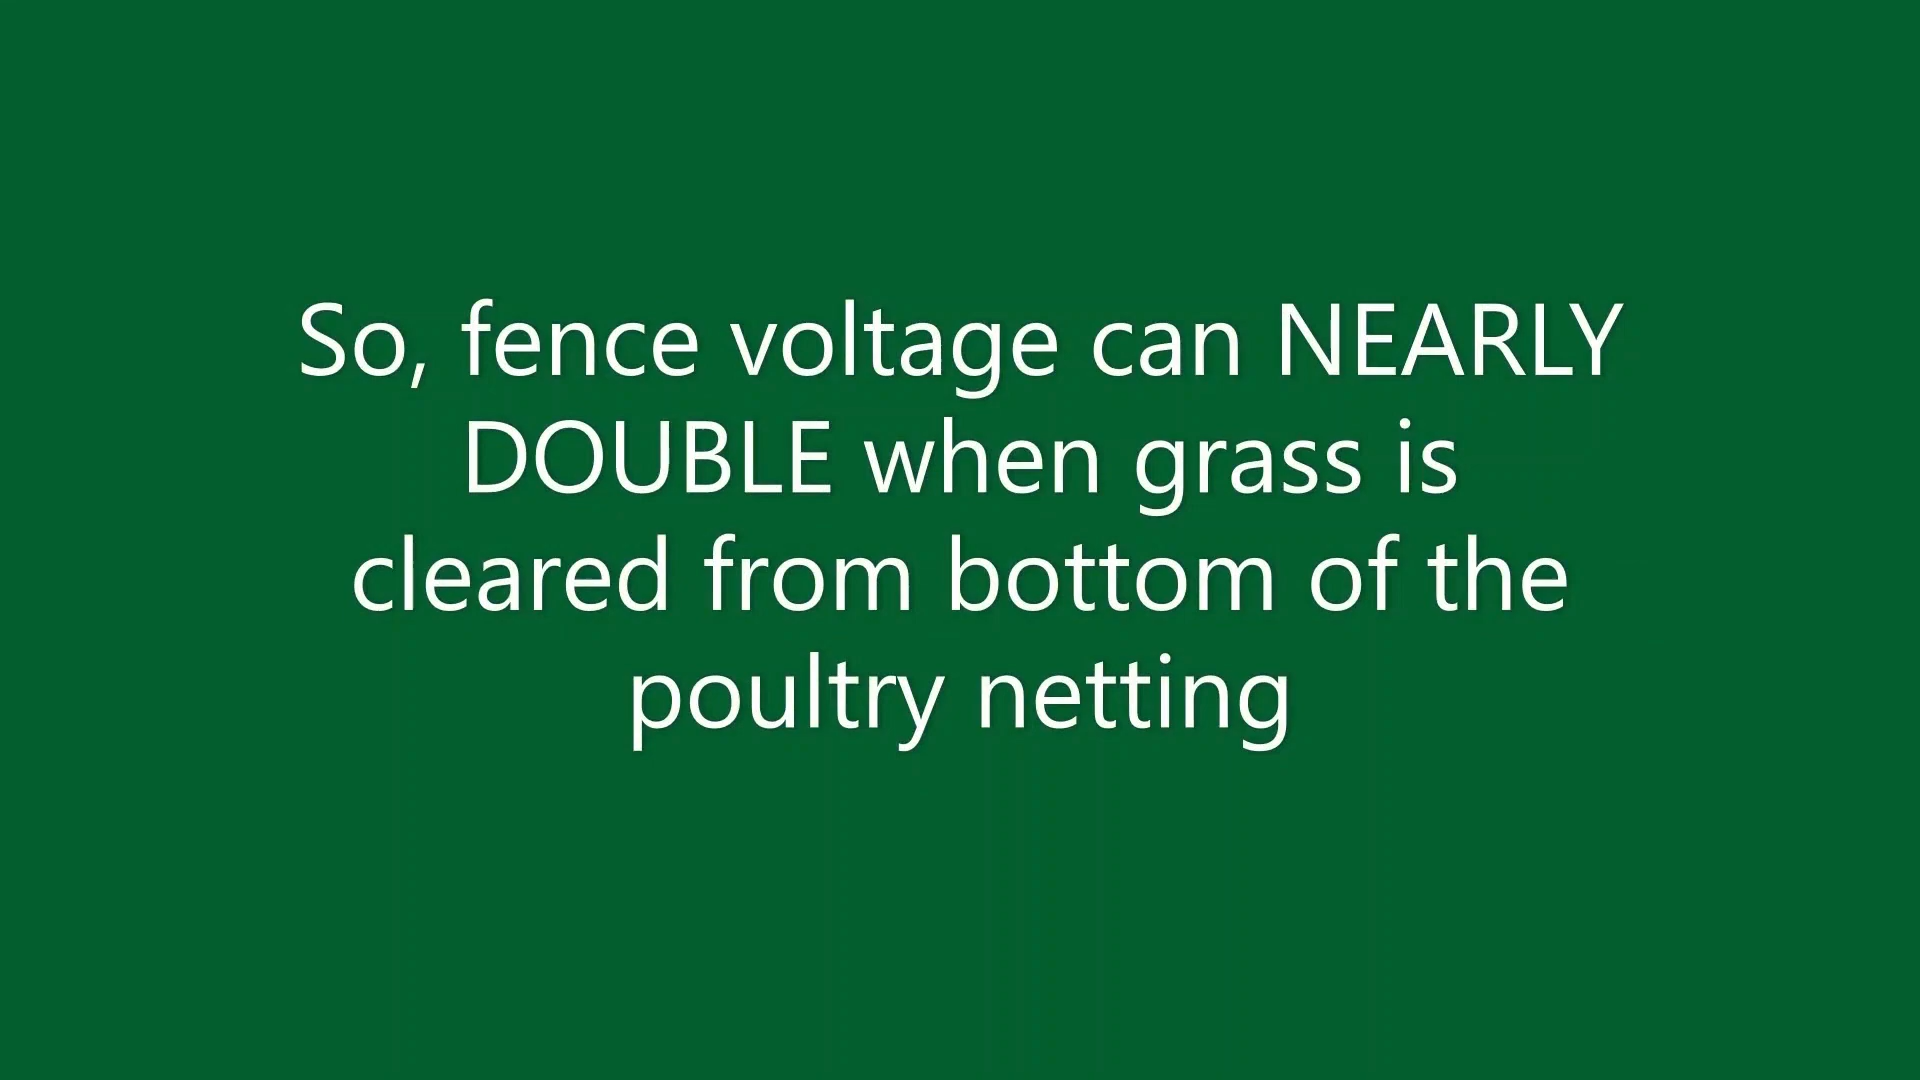 So, fence voltage can NEARLY
DOUBLE when grass is
cleared from bottom of the
poultry netting